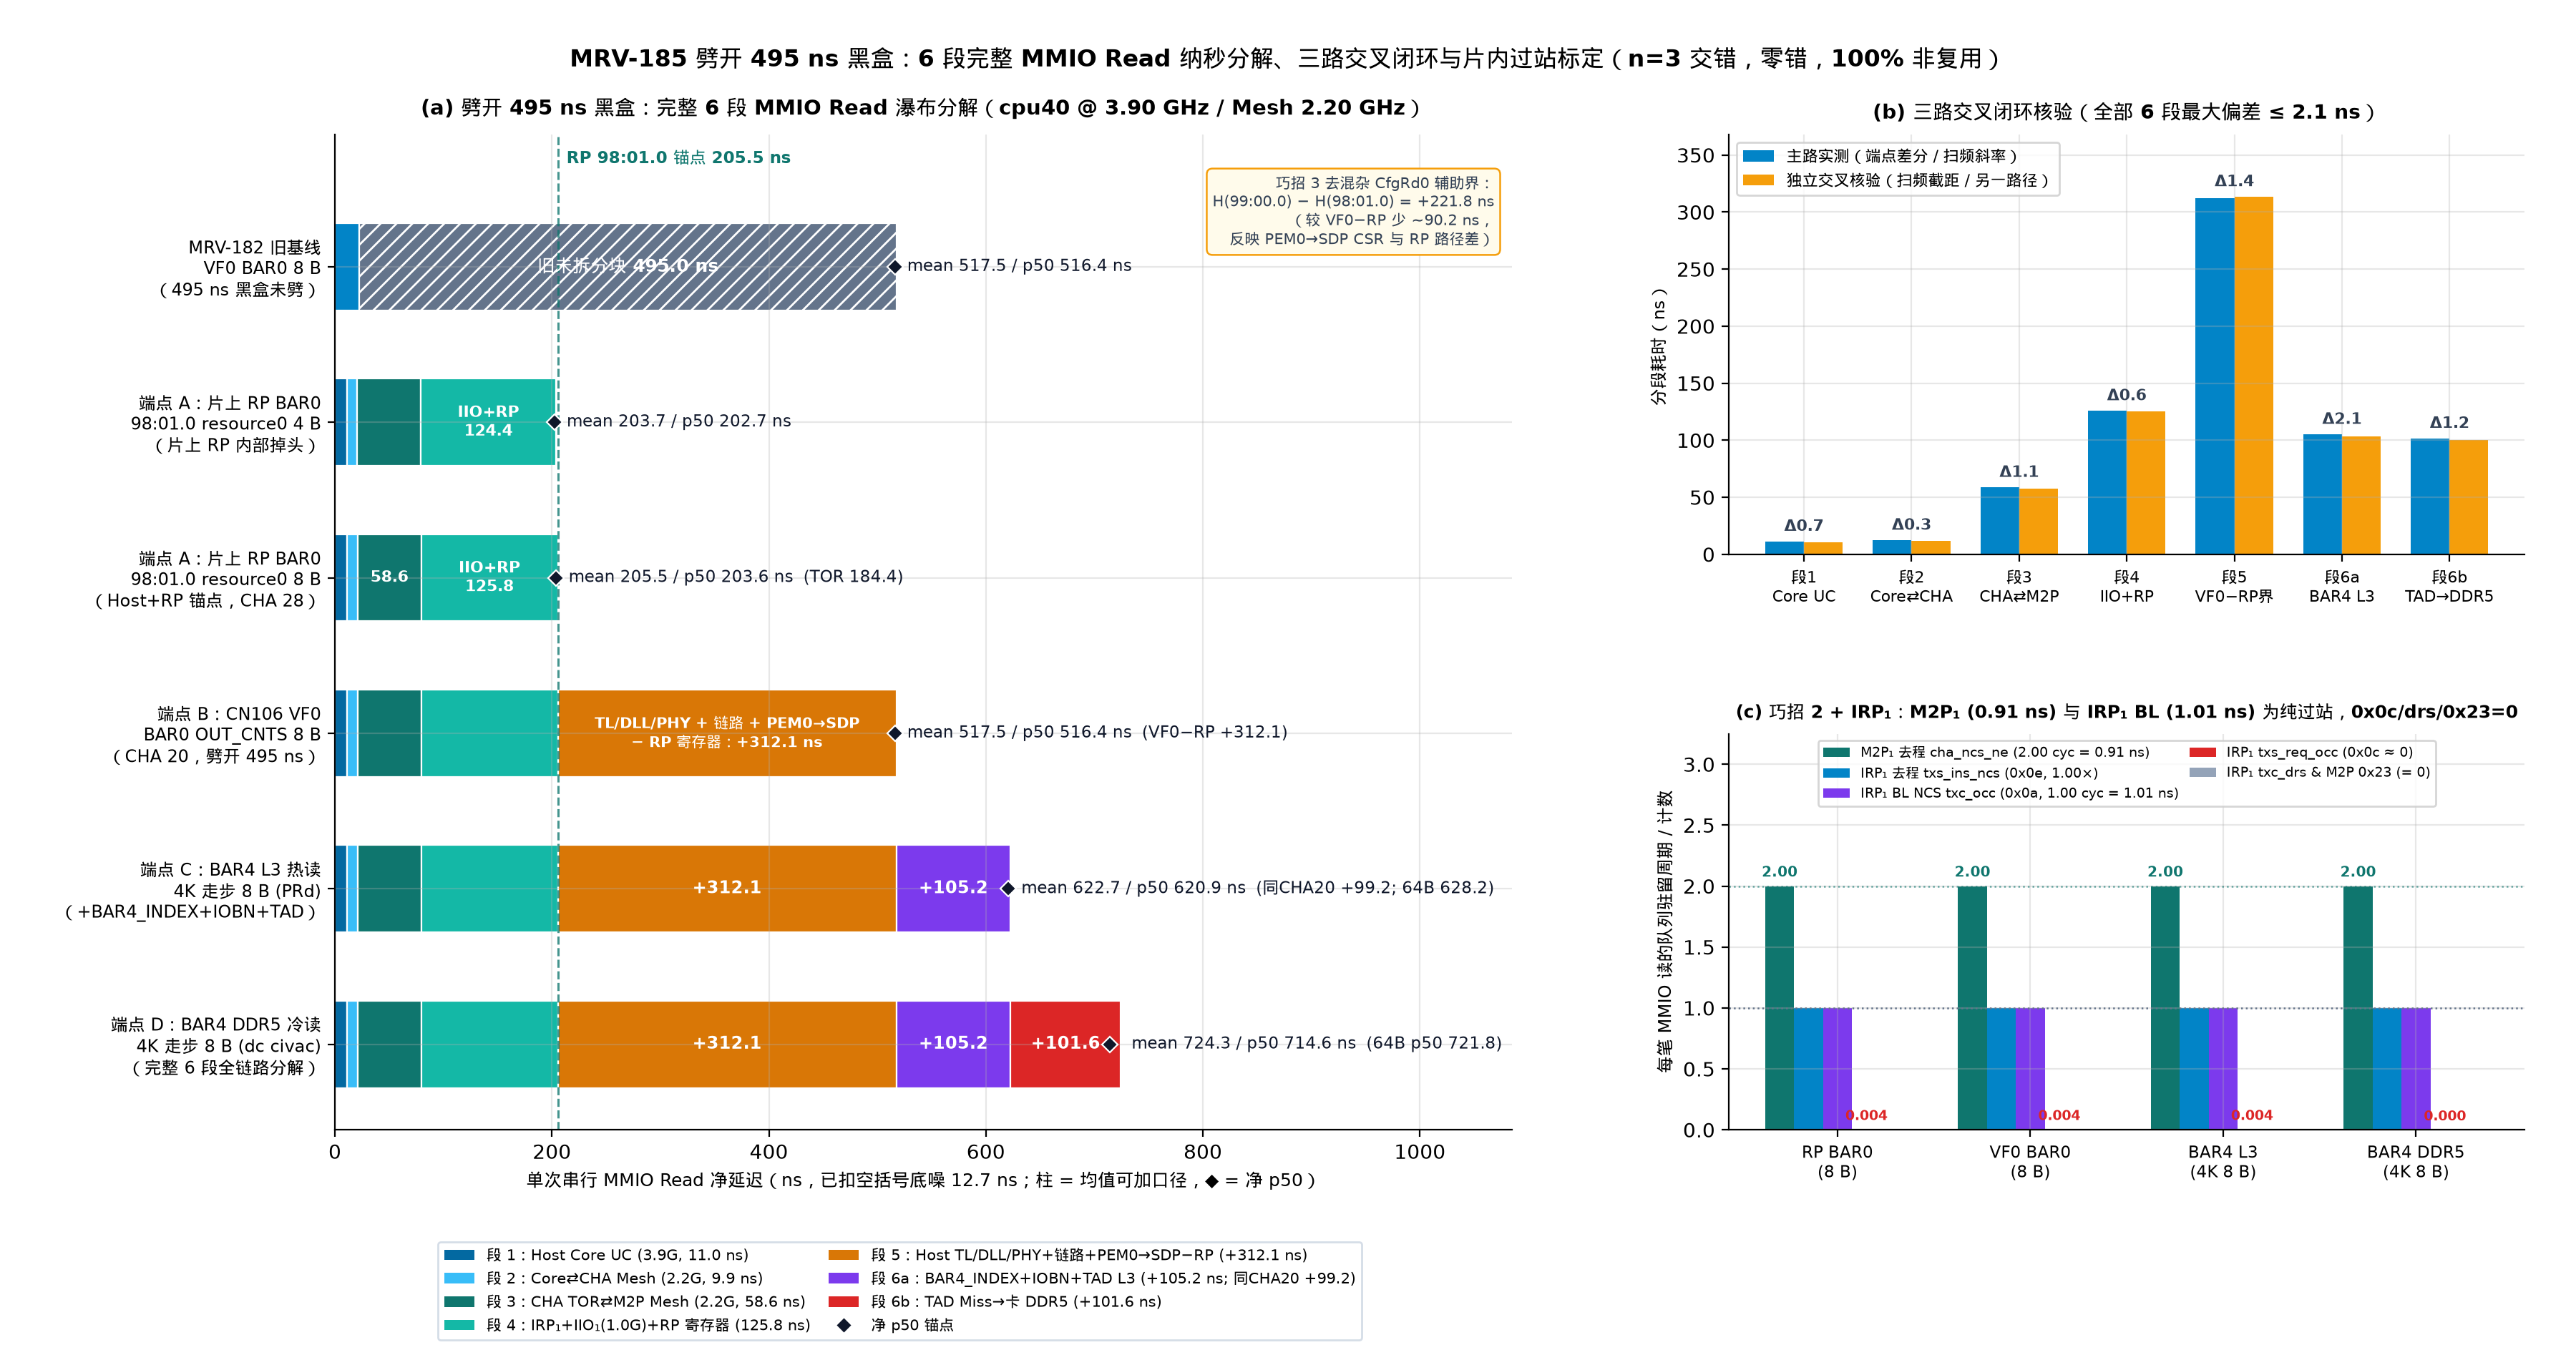 MRV-185 劈开 495 ns 黑盒：6 段完整 MMIO Read 纳秒分解、三路交叉闭环与片内过站标定（n=3 交错，零错，100% 非复用）
(a) 劈开 495 ns 黑盒：完整 6 段 MMIO Read 瀑布分解（cpu40 @ 3.90 GHz / Mesh 2.20 GHz）
RP 98:01.0 锚点 205.5 ns
巧招 3 去混杂 CfgRd0 辅助界：
H(99:00.0) − H(98:01.0) = +221.8 ns
（较 VF0−RP 少 ~90.2 ns，
反映 PEM0→SDP CSR 与 RP 路径差）
MRV-182 旧基线
VF0 BAR0 8 B
（495 ns 黑盒未劈）
旧未拆分块 495.0 ns
mean 517.5 / p50 516.4 ns
端点 A：片上 RP BAR0
98:01.0 resource0 4 B
（片上 RP 内部掉头）
IIO+RP
124.4
mean 203.7 / p50 202.7 ns
端点 A：片上 RP BAR0
98:01.0 resource0 8 B
（Host+RP 锚点，CHA 28）
58.6
IIO+RP
125.8
mean 205.5 / p50 203.6 ns  (TOR 184.4)
端点 B：CN106 VF0
BAR0 OUT_CNTS 8 B
（CHA 20，劈开 495 ns）
TL/DLL/PHY + 链路 + PEM0→SDP
− RP 寄存器：+312.1 ns
mean 517.5 / p50 516.4 ns  (VF0−RP +312.1)
端点 C：BAR4 L3 热读
4K 走步 8 B (PRd)
（+BAR4_INDEX+IOBN+TAD）
+312.1
+105.2
mean 622.7 / p50 620.9 ns  (同CHA20 +99.2; 64B 628.2)
端点 D：BAR4 DDR5 冷读
4K 走步 8 B (dc civac)
（完整 6 段全链路分解）
+312.1
+105.2
+101.6
mean 724.3 / p50 714.6 ns  (64B p50 721.8)
0
200
400
600
800
1000
单次串行 MMIO Read 净延迟（ns，已扣空括号底噪 12.7 ns；柱 = 均值可加口径，◆ = 净 p50）
段 1：Host Core UC (3.9G, 11.0 ns)
段 2：Core⇄CHA Mesh (2.2G, 9.9 ns)
段 3：CHA TOR⇄M2P Mesh (2.2G, 58.6 ns)
段 4：IRP₁+IIO₁(1.0G)+RP 寄存器 (125.8 ns)
段 5：Host TL/DLL/PHY+链路+PEM0→SDP−RP (+312.1 ns)
段 6a：BAR4_INDEX+IOBN+TAD L3 (+105.2 ns; 同CHA20 +99.2)
段 6b：TAD Miss→卡 DDR5 (+101.6 ns)
净 p50 锚点
(b) 三路交叉闭环核验（全部 6 段最大偏差 ≤ 2.1 ns）
主路实测（端点差分 / 扫频斜率）
独立交叉核验（扫频截距 / 另一路径）
分段耗时（ns）
350
300
250
200
150
100
50
0
Δ0.7
Δ0.3
Δ1.1
Δ0.6
Δ1.4
Δ2.1
Δ1.2
段1
Core UC
段2
Core⇄CHA
段3
CHA⇄M2P
段4
IIO+RP
段5
VF0−RP界
段6a
BAR4 L3
段6b
TAD→DDR5
(c) 巧招 2 + IRP₁：M2P₁ (0.91 ns) 与 IRP₁ BL (1.01 ns) 为纯过站，0x0c/drs/0x23=0
M2P₁ 去程 cha_ncs_ne (2.00 cyc = 0.91 ns)
IRP₁ 去程 txs_ins_ncs (0x0e, 1.00×)
IRP₁ BL NCS txc_occ (0x0a, 1.00 cyc = 1.01 ns)
IRP₁ txs_req_occ (0x0c ≈ 0)
IRP₁ txc_drs & M2P 0x23 (= 0)
每笔 MMIO 读的队列驻留周期 / 计数
3.0
2.5
2.0
1.5
1.0
0.5
0.0
2.00
2.00
2.00
2.00
0.004
0.004
0.004
0.000
RP BAR0
(8 B)
VF0 BAR0
(8 B)
BAR4 L3
(4K 8 B)
BAR4 DDR5
(4K 8 B)